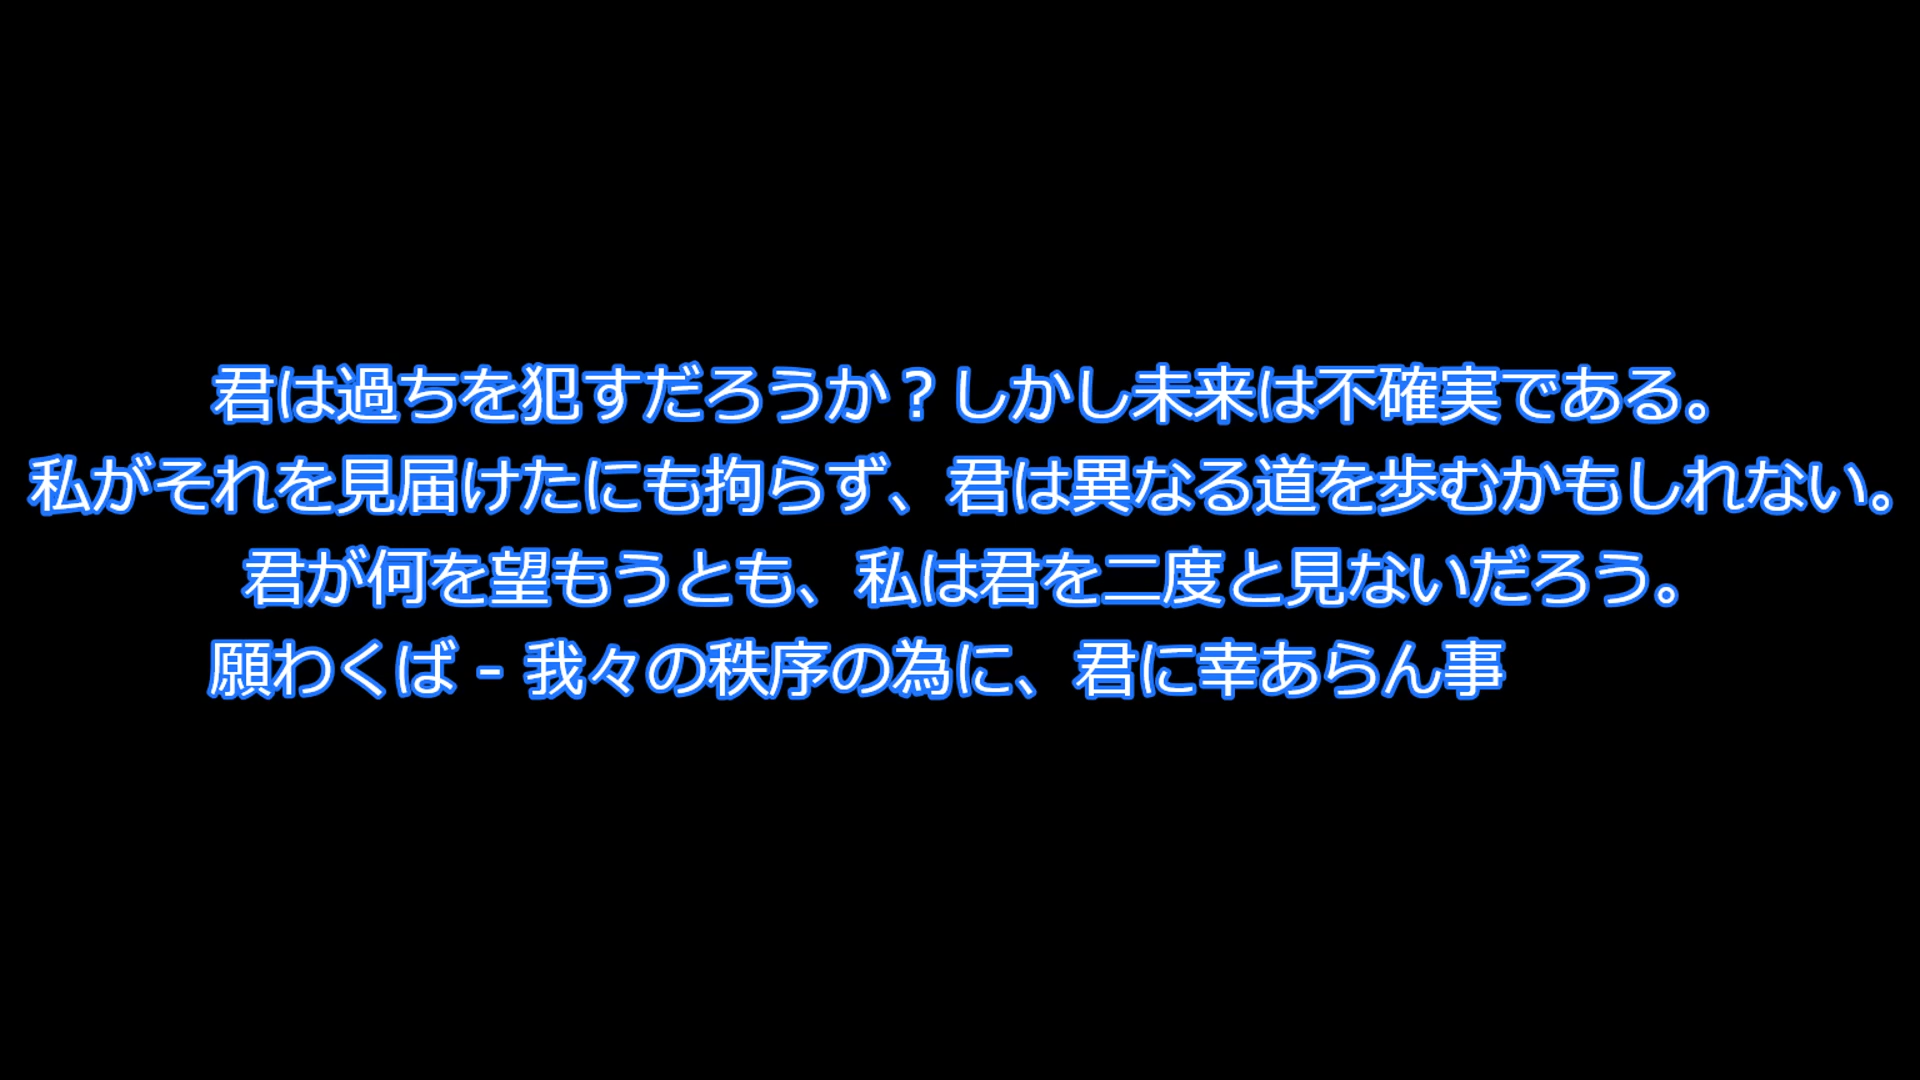 君は過ちを犯すだろうか？しかし未来は不確実である。
私がそれを見届けたにも拘らず、君は異なる道を歩むかもしれない。
君が何を望もうとも、私は君を二度と見ないだろう。
願わくば - 我々の秩序の為に、君に幸あらん事